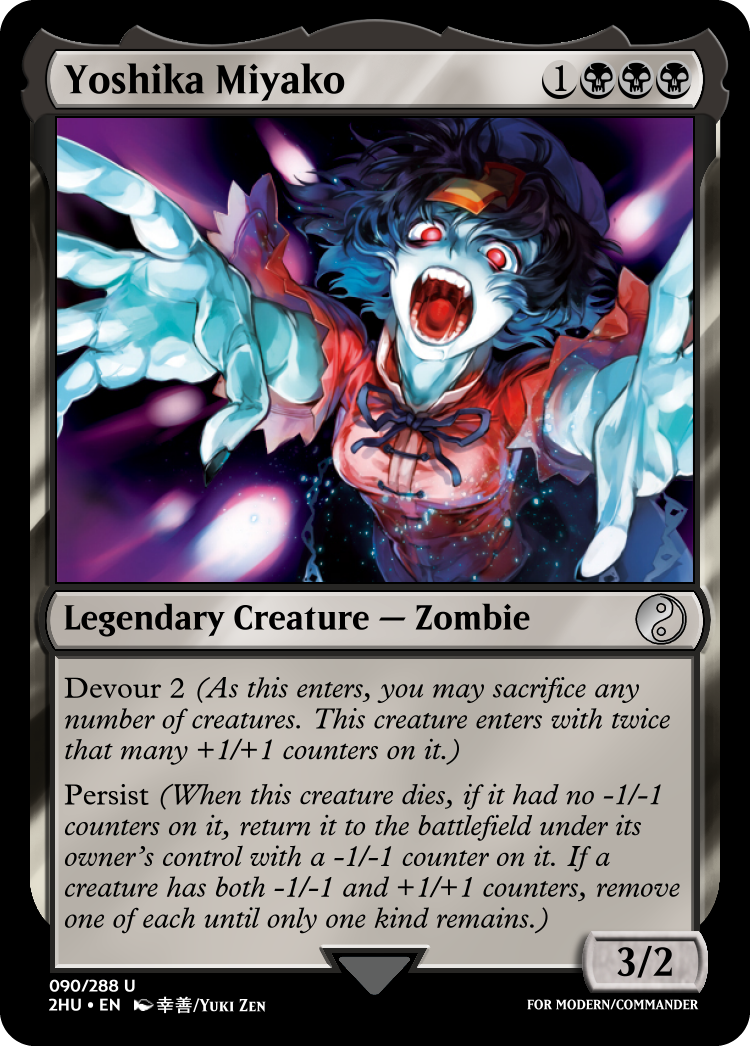 Yoshika Miyako 1
Legendary Creature — Zombie
Devour 2 (As this enters, you may sacrifice any
number of creatures. This creature enters with twice
that many +1/+1 counters on it.)
Persist (When this creature dies, if it had no -1/-1
counters on it, return it to the battlefield under its
owner's control with a -1/-1 counter on it. If a
creature has both -1/-1 and +1/+1 counters, remove
one of each until only one kind remains.)
3/2
090/288 U
2HU • EN 幸善/Yuki Zen
FOR MODERN/COMMANDER